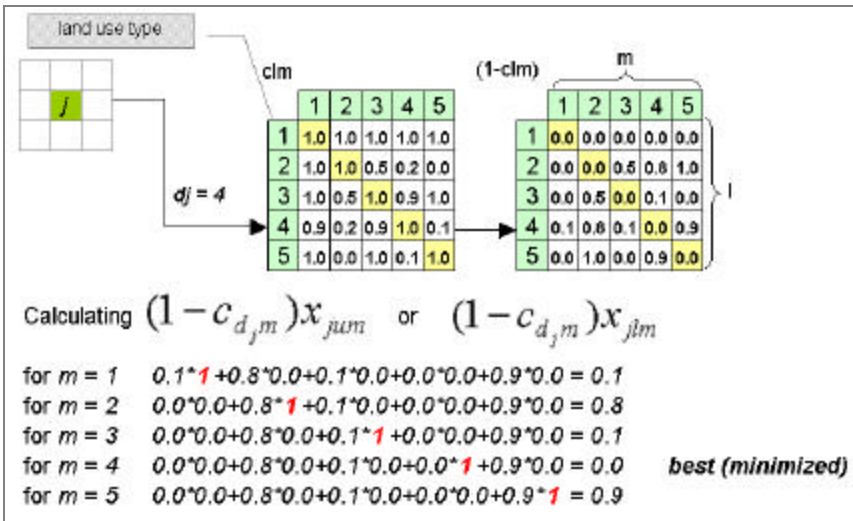 land use type
clm
(1-clm)
m
j
1 2 3 4 5
1 1.0 1.0 1.0 1.0 1.0
2 1.0 1.0 0.5 0.2 0.0
3 1.0 0.5 1.0 0.9 1.0
4 0.9 0.2 0.9 1.0 0.1
5 1.0 0.0 1.0 0.1 1.0
dj = 4
1 2 3 4 5
1 0.0 0.0 0.0 0.0 0.0
2 0.0 0.0 0.5 0.8 1.0
3 0.0 0.5 0.0 0.1 0.0
4 0.1 0.8 0.1 0.0 0.9
5 0.0 1.0 0.0 0.9 0.0
l
Calculating (1 − c_{d_j m})x_{jum} or (1 − c_{d_j m})x_{jlm}
for m = 1 0.1*1+0.8*0.0+0.1*0.0+0.0*0.0+0.9*0.0 = 0.1
for m = 2 0.0*0.0+0.8*1+0.1*0.0+0.0*0.0+0.9*0.0 = 0.8
for m = 3 0.0*0.0+0.8*0.0+0.1*1+0.0*0.0+0.9*0.0 = 0.1
for m = 4 0.0*0.0+0.8*0.0+0.1*0.0+0.0*1+0.9*0.0 = 0.0 best (minimized)
for m = 5 0.0*0.0+0.8*0.0+0.1*0.0+0.0*0.0+0.9*1 = 0.9